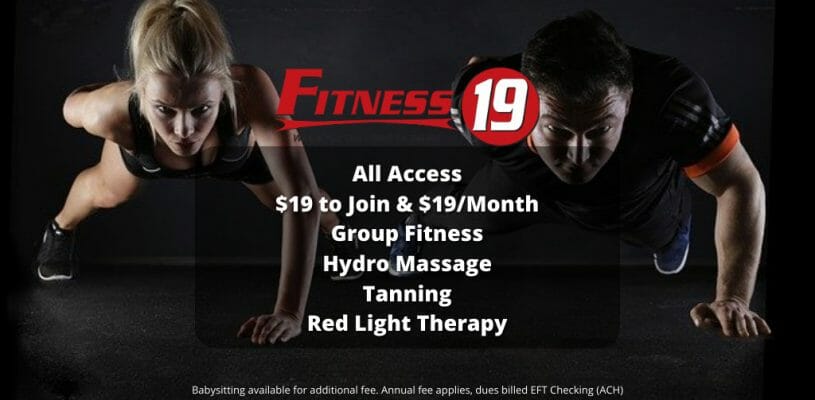 FITNESS 19
All Access
$19 to Join & $19/Month
Group Fitness
Hydro Massage
Tanning
Red Light Therapy
Babysitting available for additional fee. Annual fee applies, dues billed EFT Checking (ACH)